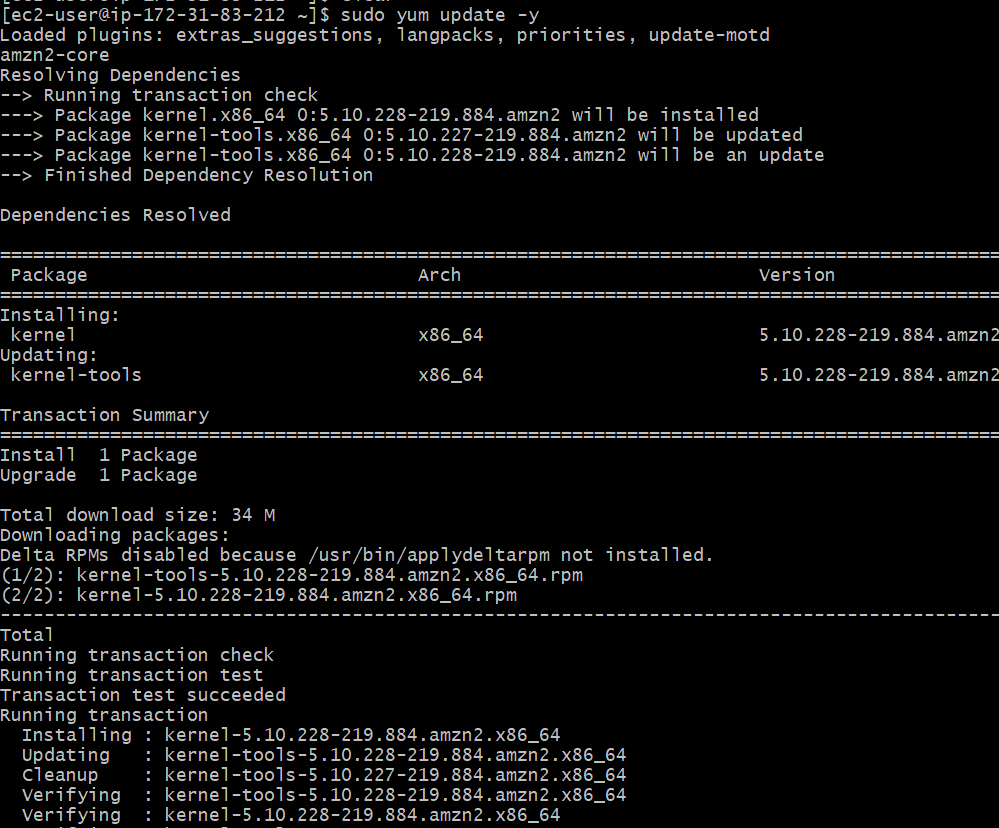 [ec2-user@ip-172-31-83-212 ~]$ sudo yum update -y
Loaded plugins: extras_suggestions, langpacks, priorities, update-motd
amzn2-core
Resolving Dependencies
--> Running transaction check
---> Package kernel.x86_64 0:5.10.228-219.884.amzn2 will be installed
---> Package kernel-tools.x86_64 0:5.10.227-219.884.amzn2 will be updated
---> Package kernel-tools.x86_64 0:5.10.228-219.884.amzn2 will be an update
--> Finished Dependency Resolution
Dependencies Resolved
================================================================================
Package Arch Version
================================================================================
Installing:
kernel x86_64 5.10.228-219.884.amzn2
Updating:
kernel-tools x86_64 5.10.228-219.884.amzn2
Transaction Summary
================================================================================
Install 1 Package
Upgrade 1 Package
Total download size: 34 M
Downloading packages:
Delta RPMs disabled because /usr/bin/applydeltarpm not installed.
(1/2): kernel-tools-5.10.228-219.884.amzn2.x86_64.rpm
(2/2): kernel-5.10.228-219.884.amzn2.x86_64.rpm
--------------------------------------------------------------------------------
Total
Running transaction check
Running transaction test
Transaction test succeeded
Running transaction
Installing : kernel-5.10.228-219.884.amzn2.x86_64
Updating : kernel-tools-5.10.228-219.884.amzn2.x86_64
Cleanup : kernel-tools-5.10.227-219.884.amzn2.x86_64
Verifying : kernel-tools-5.10.228-219.884.amzn2.x86_64
Verifying : kernel-5.10.228-219.884.amzn2.x86_64